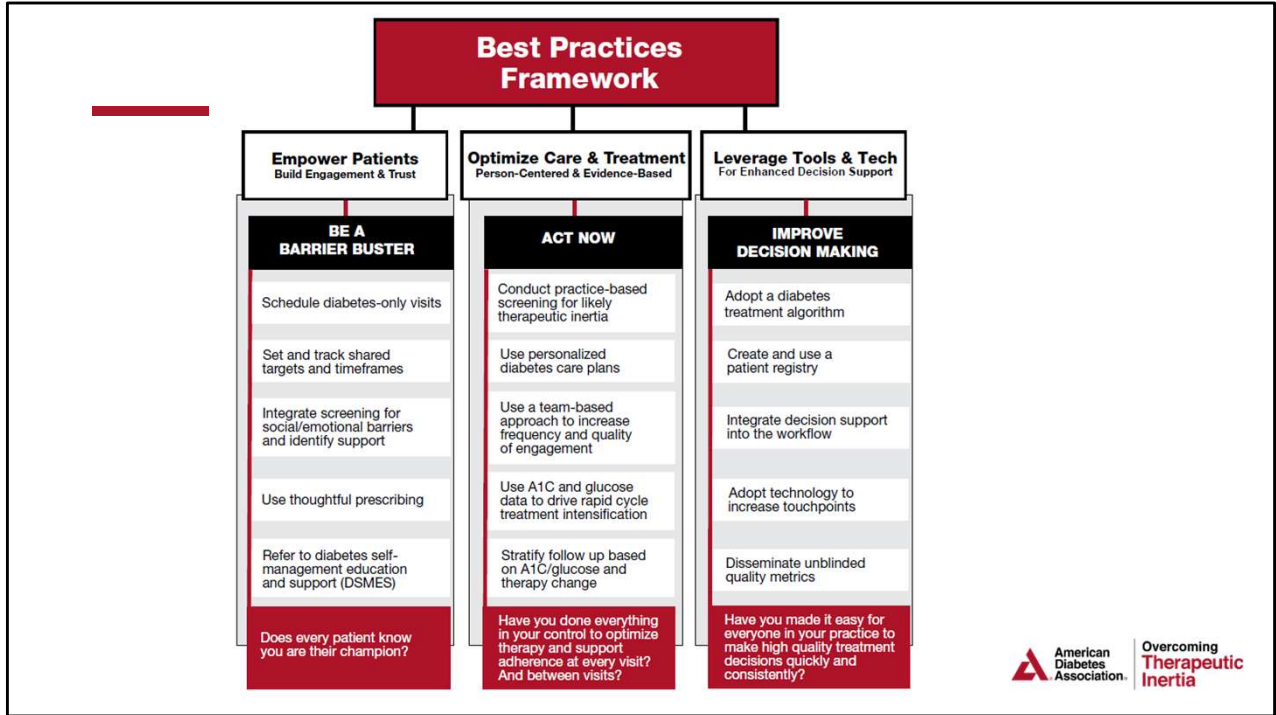 Best Practices
Framework
Empower Patients
Build Engagement & Trust
BE A
BARRIER BUSTER
Schedule diabetes-only visits
Set and track shared
targets and timeframes
Integrate screening for
social/emotional barriers
and identify support
Use thoughtful prescribing
Refer to diabetes self-
management education
and support (DSMES)
Does every patient know
you are their champion?
Optimize Care & Treatment
Person-Centered & Evidence-Based
ACT NOW
Conduct practice-based
screening for likely
therapeutic inertia
Use personalized
diabetes care plans
Use a team-based
approach to increase
frequency and quality
of engagement
Use A1C and glucose
data to drive rapid cycle
treatment intensification
Stratify follow up based
on A1C/glucose and
therapy change
Have you done everything
in your control to optimize
therapy and support
adherence at every visit?
And between visits?
Leverage Tools & Tech
For Enhanced Decision Support
IMPROVE
DECISION MAKING
Adopt a diabetes
treatment algorithm
Create and use a
patient registry
Integrate decision support
into the workflow
Adopt technology to
increase touchpoints
Disseminate unblinded
quality metrics
Have you made it easy for
everyone in your practice to
make high quality treatment
decisions quickly and
consistently?
American
Diabetes
Association®
Overcoming
Therapeutic
Inertia